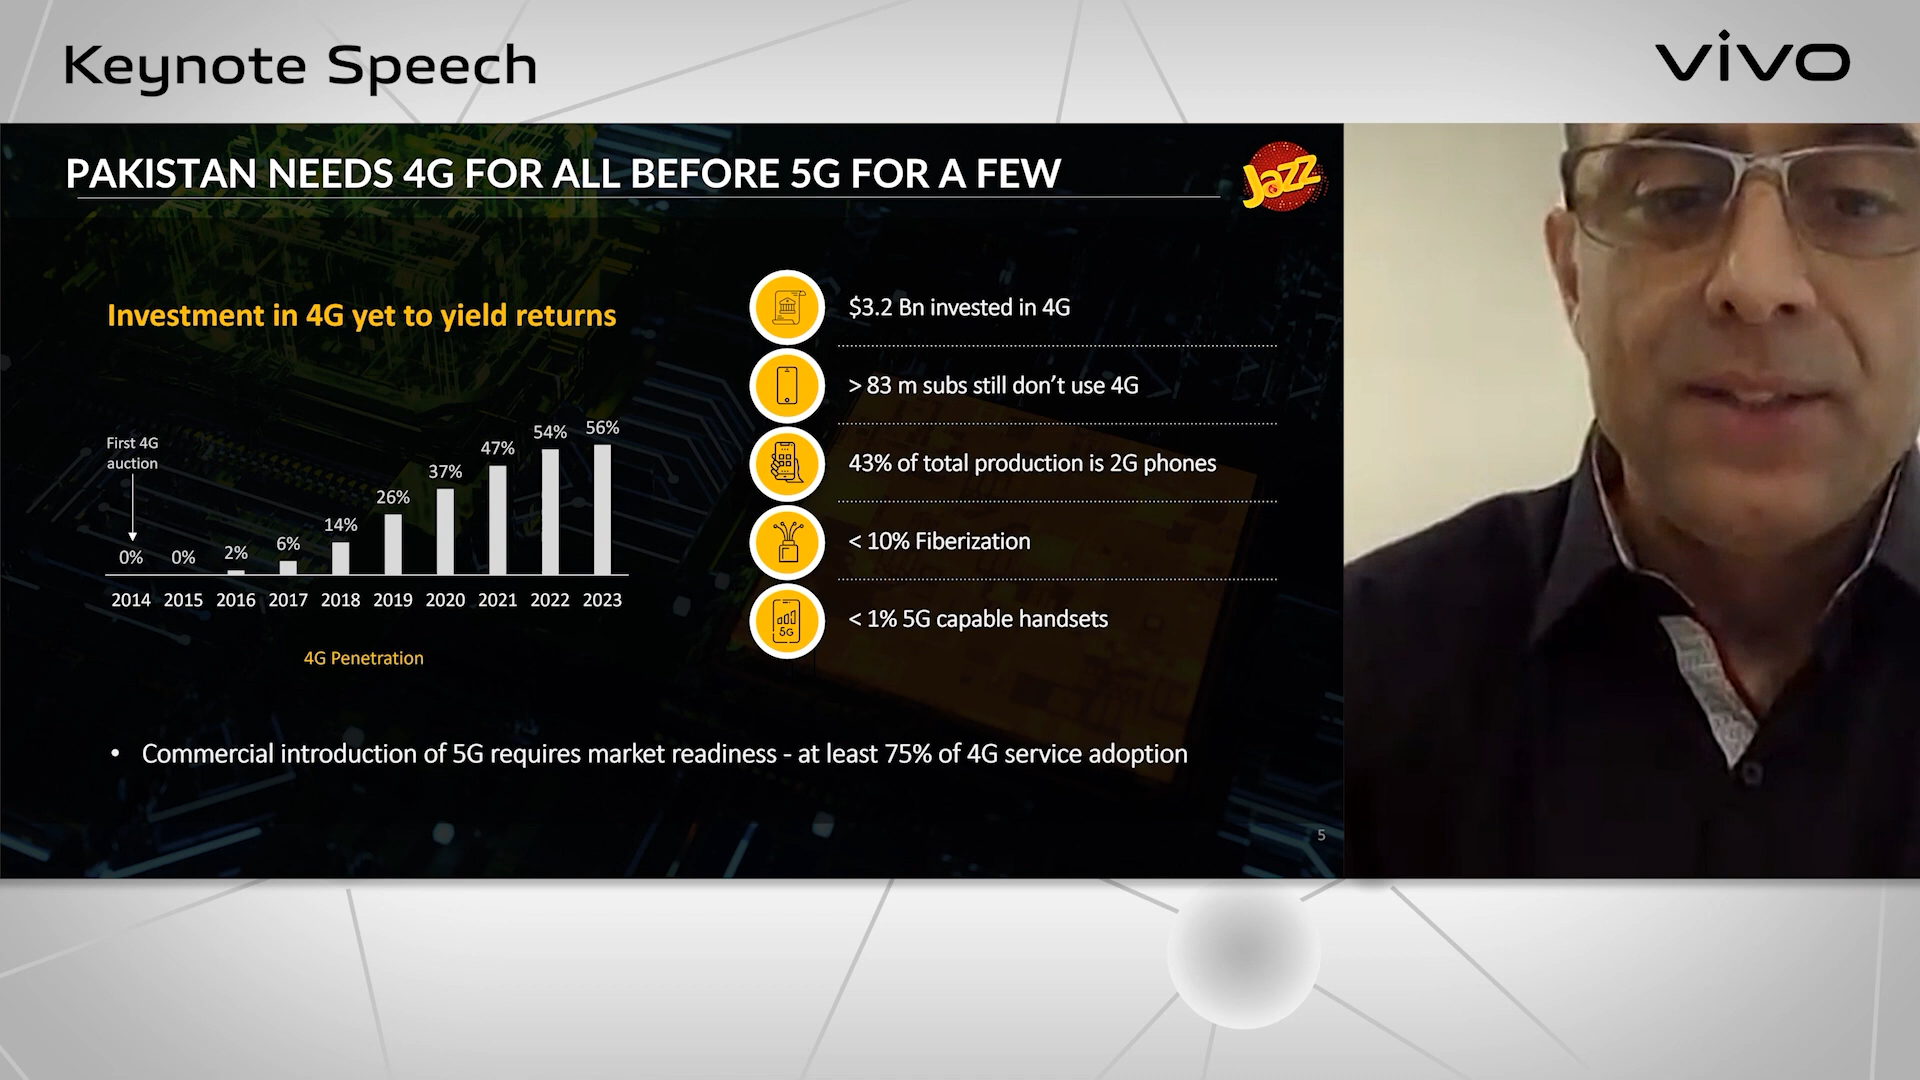 Keynote Speech
vivo
PAKISTAN NEEDS 4G FOR ALL BEFORE 5G FOR A FEW
Jazz
Investment in 4G yet to yield returns
First 4G
auction
0% 0% 2% 6% 14% 26% 37% 47% 54% 56%
2014 2015 2016 2017 2018 2019 2020 2021 2022 2023
4G Penetration
$3.2 Bn invested in 4G
> 83 m subs still don’t use 4G
43% of total production is 2G phones
< 10% Fiberization
5G
< 1% 5G capable handsets
• Commercial introduction of 5G requires market readiness - at least 75% of 4G service adoption
5